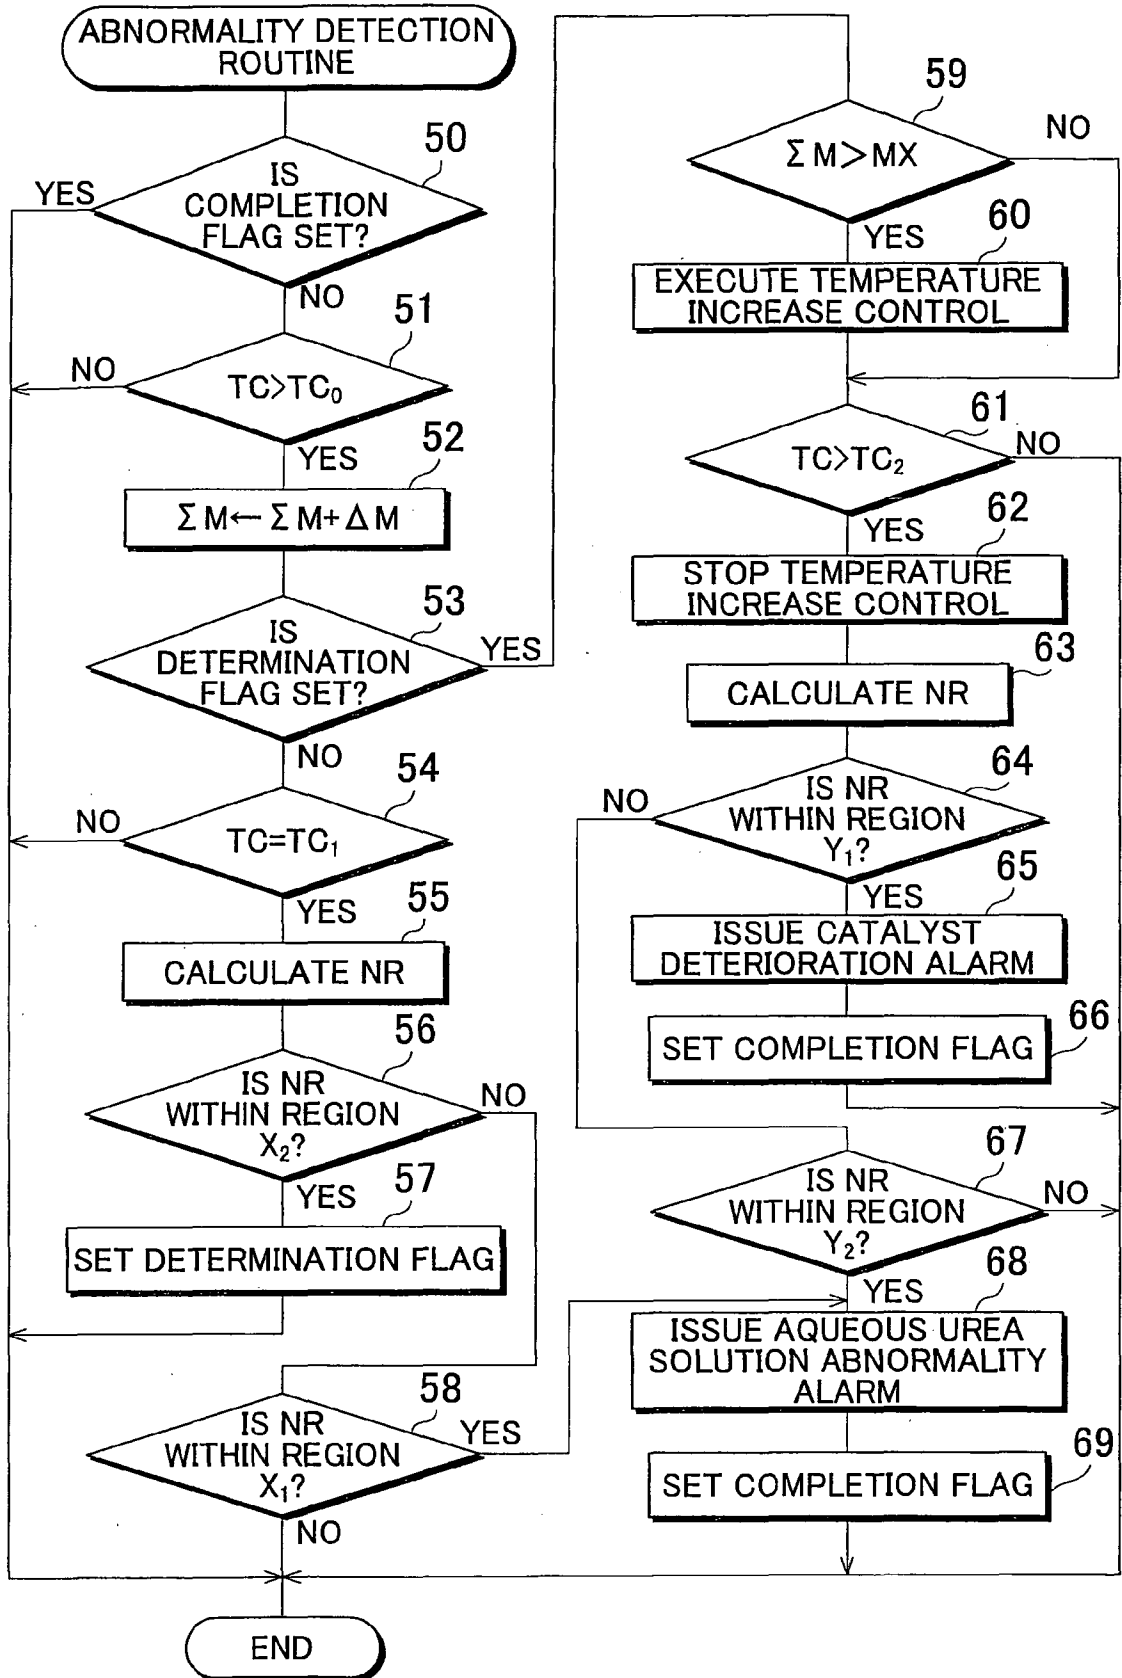 ABNORMALITY DETECTION
ROUTINE
50
IS
COMPLETION
FLAG SET?
YES
NO
51
TC>TC₀
NO
YES
52
ΣM←ΣM+ΔM
53
IS
DETERMINATION
FLAG SET?
YES
NO
54
TC=TC₁
NO
YES
55
CALCULATE NR
56
IS NR
WITHIN REGION
X₂?
NO
YES
57
SET DETERMINATION FLAG
58
IS NR
WITHIN REGION
X₁?
YES
NO
END
59
ΣM>MX
NO
YES
60
EXECUTE TEMPERATURE
INCREASE CONTROL
61
TC>TC₂
NO
YES
62
STOP TEMPERATURE
INCREASE CONTROL
63
CALCULATE NR
64
IS NR
WITHIN REGION
Y₁?
NO
YES
65
ISSUE CATALYST
DETERIORATION ALARM
66
SET COMPLETION FLAG
67
IS NR
WITHIN REGION
Y₂?
NO
YES
68
ISSUE AQUEOUS UREA
SOLUTION ABNORMALITY
ALARM
69
SET COMPLETION FLAG